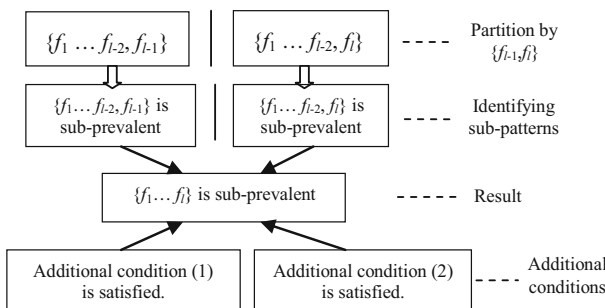 {f₁ … fₗ₋₂, fₗ₋₁}
{f₁ … fₗ₋₂, fₗ}
Partition by
{fₗ₋₁,fₗ}
{f₁… fₗ₋₂, fₗ₋₁} is
sub-prevalent
{f₁… fₗ₋₂, fₗ} is
sub-prevalent
Identifying
sub-patterns
{f₁… fₗ} is sub-prevalent
Result
Additional condition (1)
is satisfied.
Additional condition (2)
is satisfied.
Additional
conditions